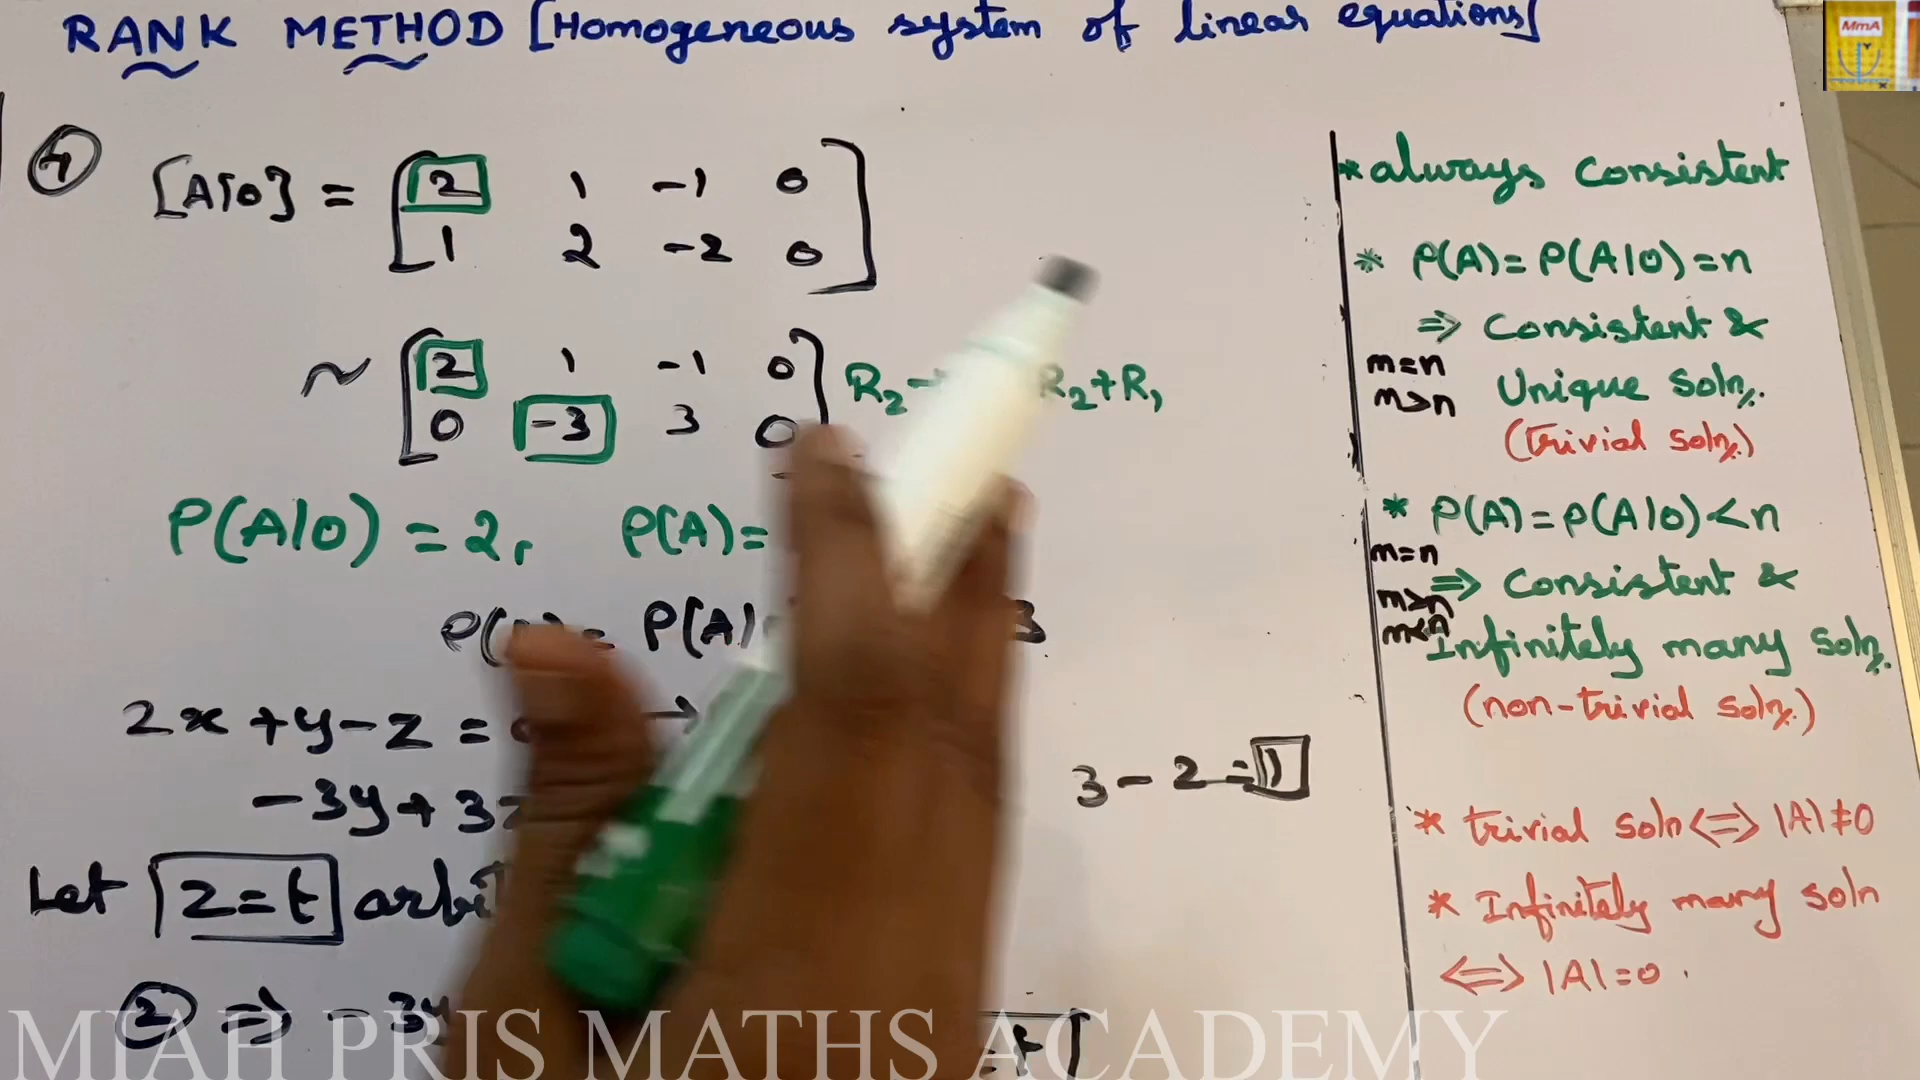 RANK METHOD [Homogeneous system of linear equations]
MmA
Y
X
[A|0] = [ 2 1 -1 0
1 2 -2 0 ]
~ [ 2 1 -1 0
0 -3 3 0 ] R₂ → R₂+R₁
ρ(A|0) = 2, ρ(A)=
ρ( = ρ(A| 3
2x + y - z = →
-3y + 3z
3 - 2 = 1
Let z=t
② ⇒ -3y
=t
* always consistent
* ρ(A) = ρ(A|0) = n
⇒ Consistent &
m=n
m>n Unique soln.
(trivial soln.)
* ρ(A) = ρ(A|0) < n
m=n
⇒ Consistent &
m>n
m<n
Infinitely many soln.
(non-trivial soln.)
* trivial soln ⇔ |A|≠0
* Infinitely many soln
⇔ |A|=0.
MIAH PRIS MATHS ACADEMY